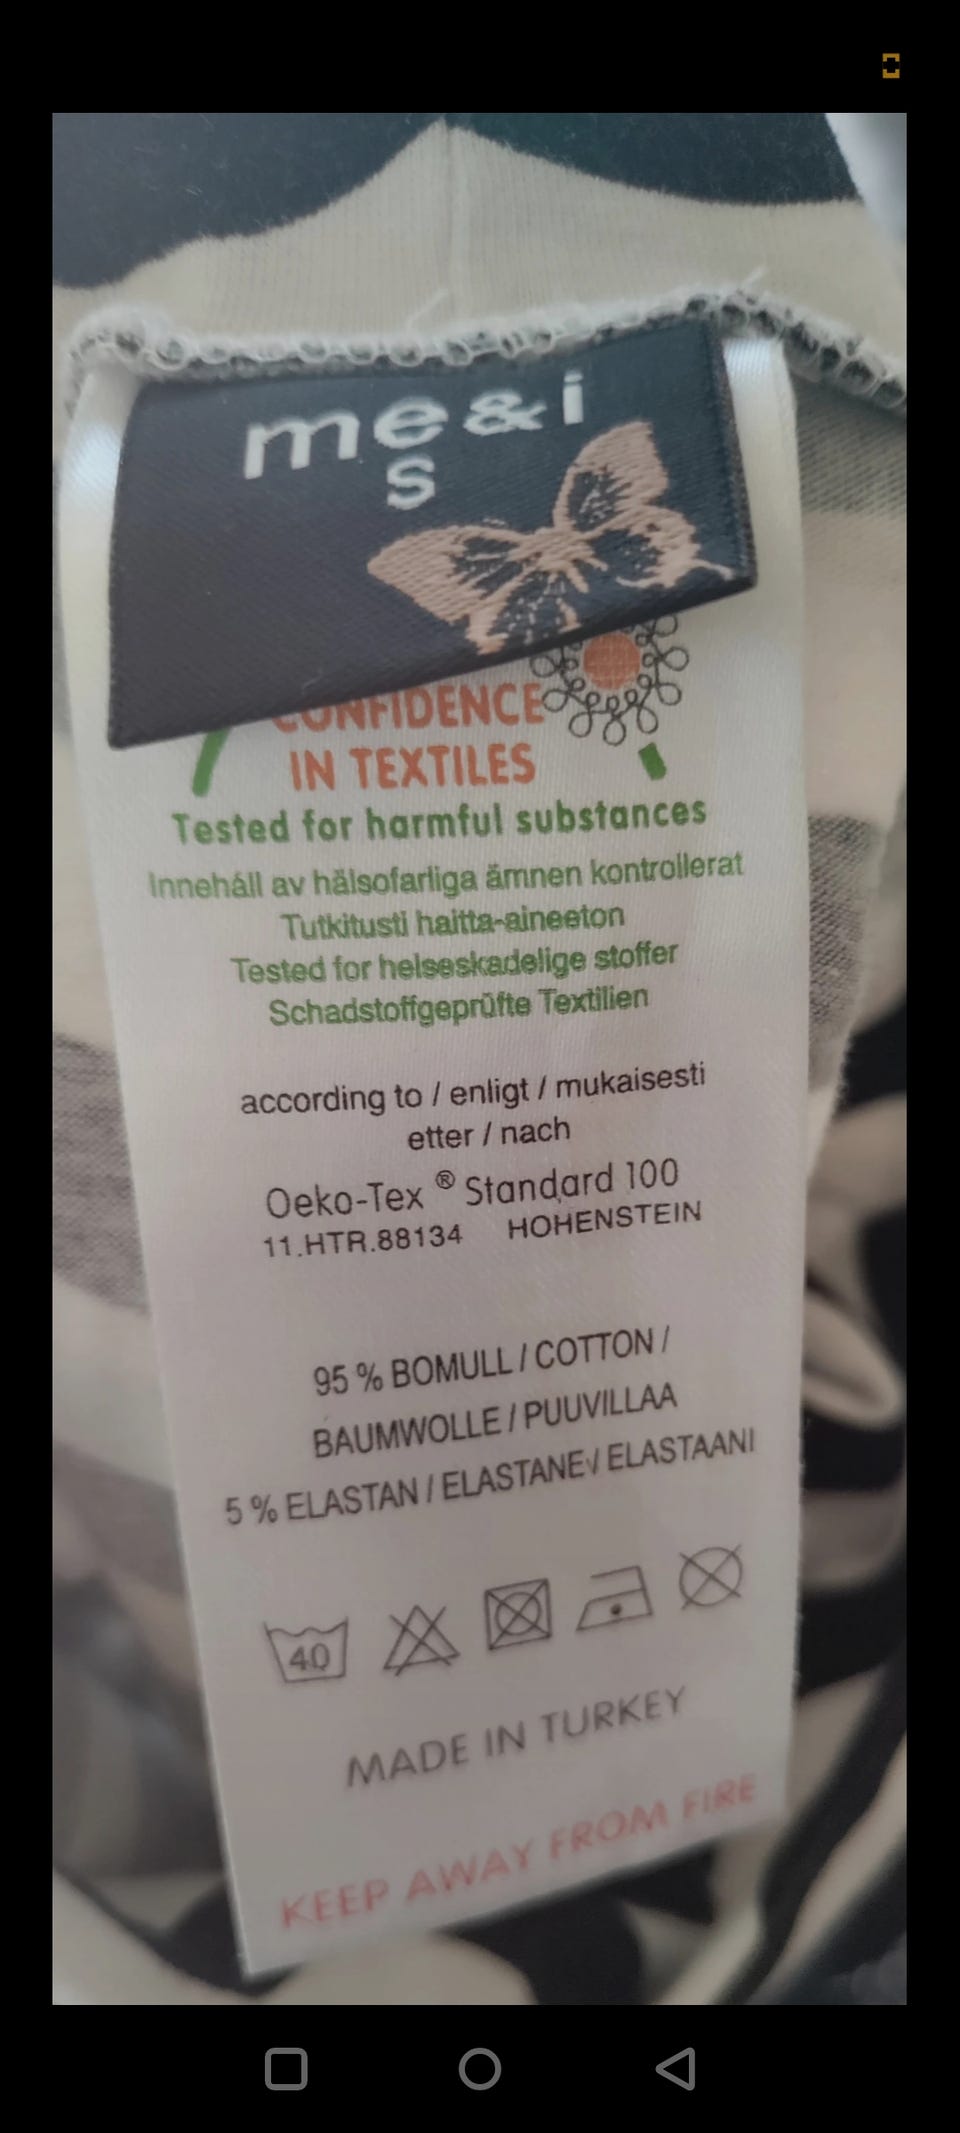 me&i
S
CONFIDENCE
IN TEXTILES
Tested for harmful substances
Innehåll av hälsofarliga ämnen kontrollerat
Tutkitusti haitta-aineeton
Tested for helseskadelige stoffer
Schadstoffgeprüfte Textilien
according to / enligt / mukaisesti
etter / nach
Oeko-Tex ® Standard 100
11.HTR.88134 HOHENSTEIN
95 % BOMULL / COTTON /
BAUMWOLLE / PUUVILLAA
5 % ELASTAN / ELASTANE / ELASTAANI
40
MADE IN TURKEY
KEEP AWAY FROM FIRE